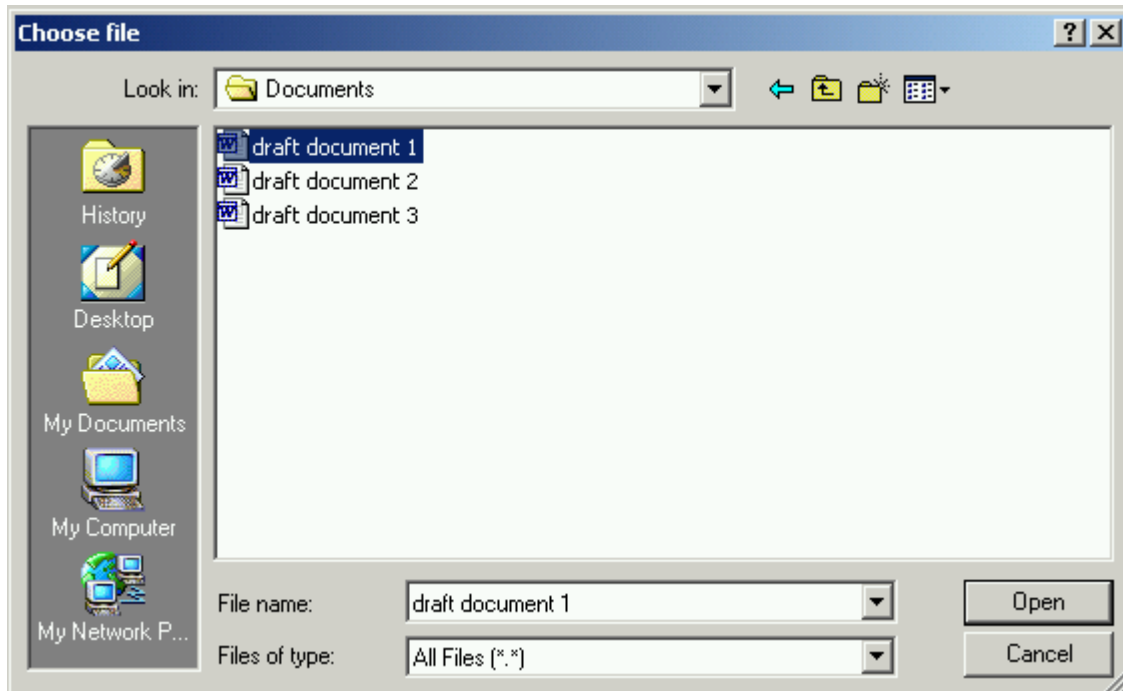 Choose file
Look in: Documents
History
Desktop
My Documents
My Computer
My Network P...
draft document 1
draft document 2
draft document 3
File name: draft document 1 Open
Files of type: All Files (*.*) Cancel